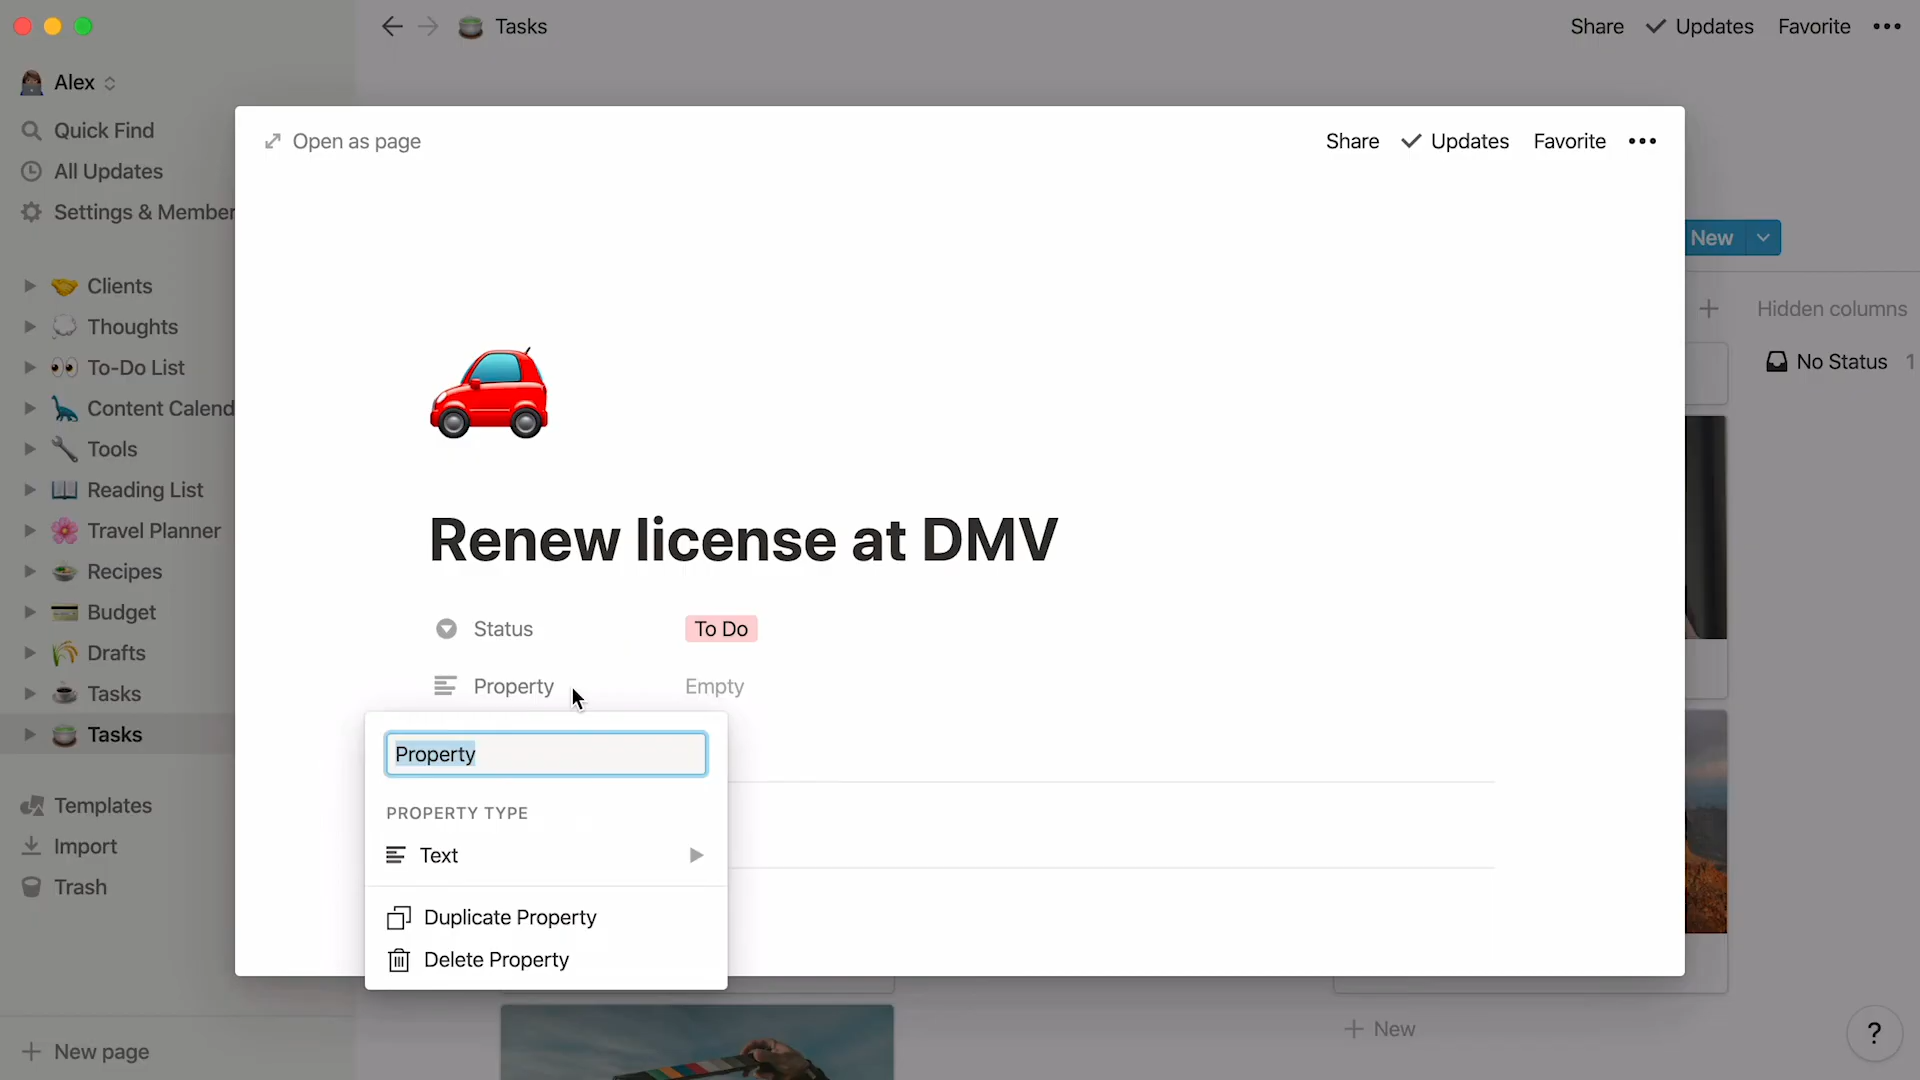 Tasks
Share
Updates
Favorite
Alex
Quick Find
All Updates
Settings & Member
Clients
Thoughts
To-Do List
Content Calend
Tools
Reading List
Travel Planner
Recipes
Budget
Drafts
Tasks
Tasks
Templates
Import
Trash
New page
Open as page
Share
Updates
Favorite
Renew license at DMV
Status
To Do
Property
Empty
Property
PROPERTY TYPE
Text
Duplicate Property
Delete Property
New
Hidden columns
No Status 1
New
?